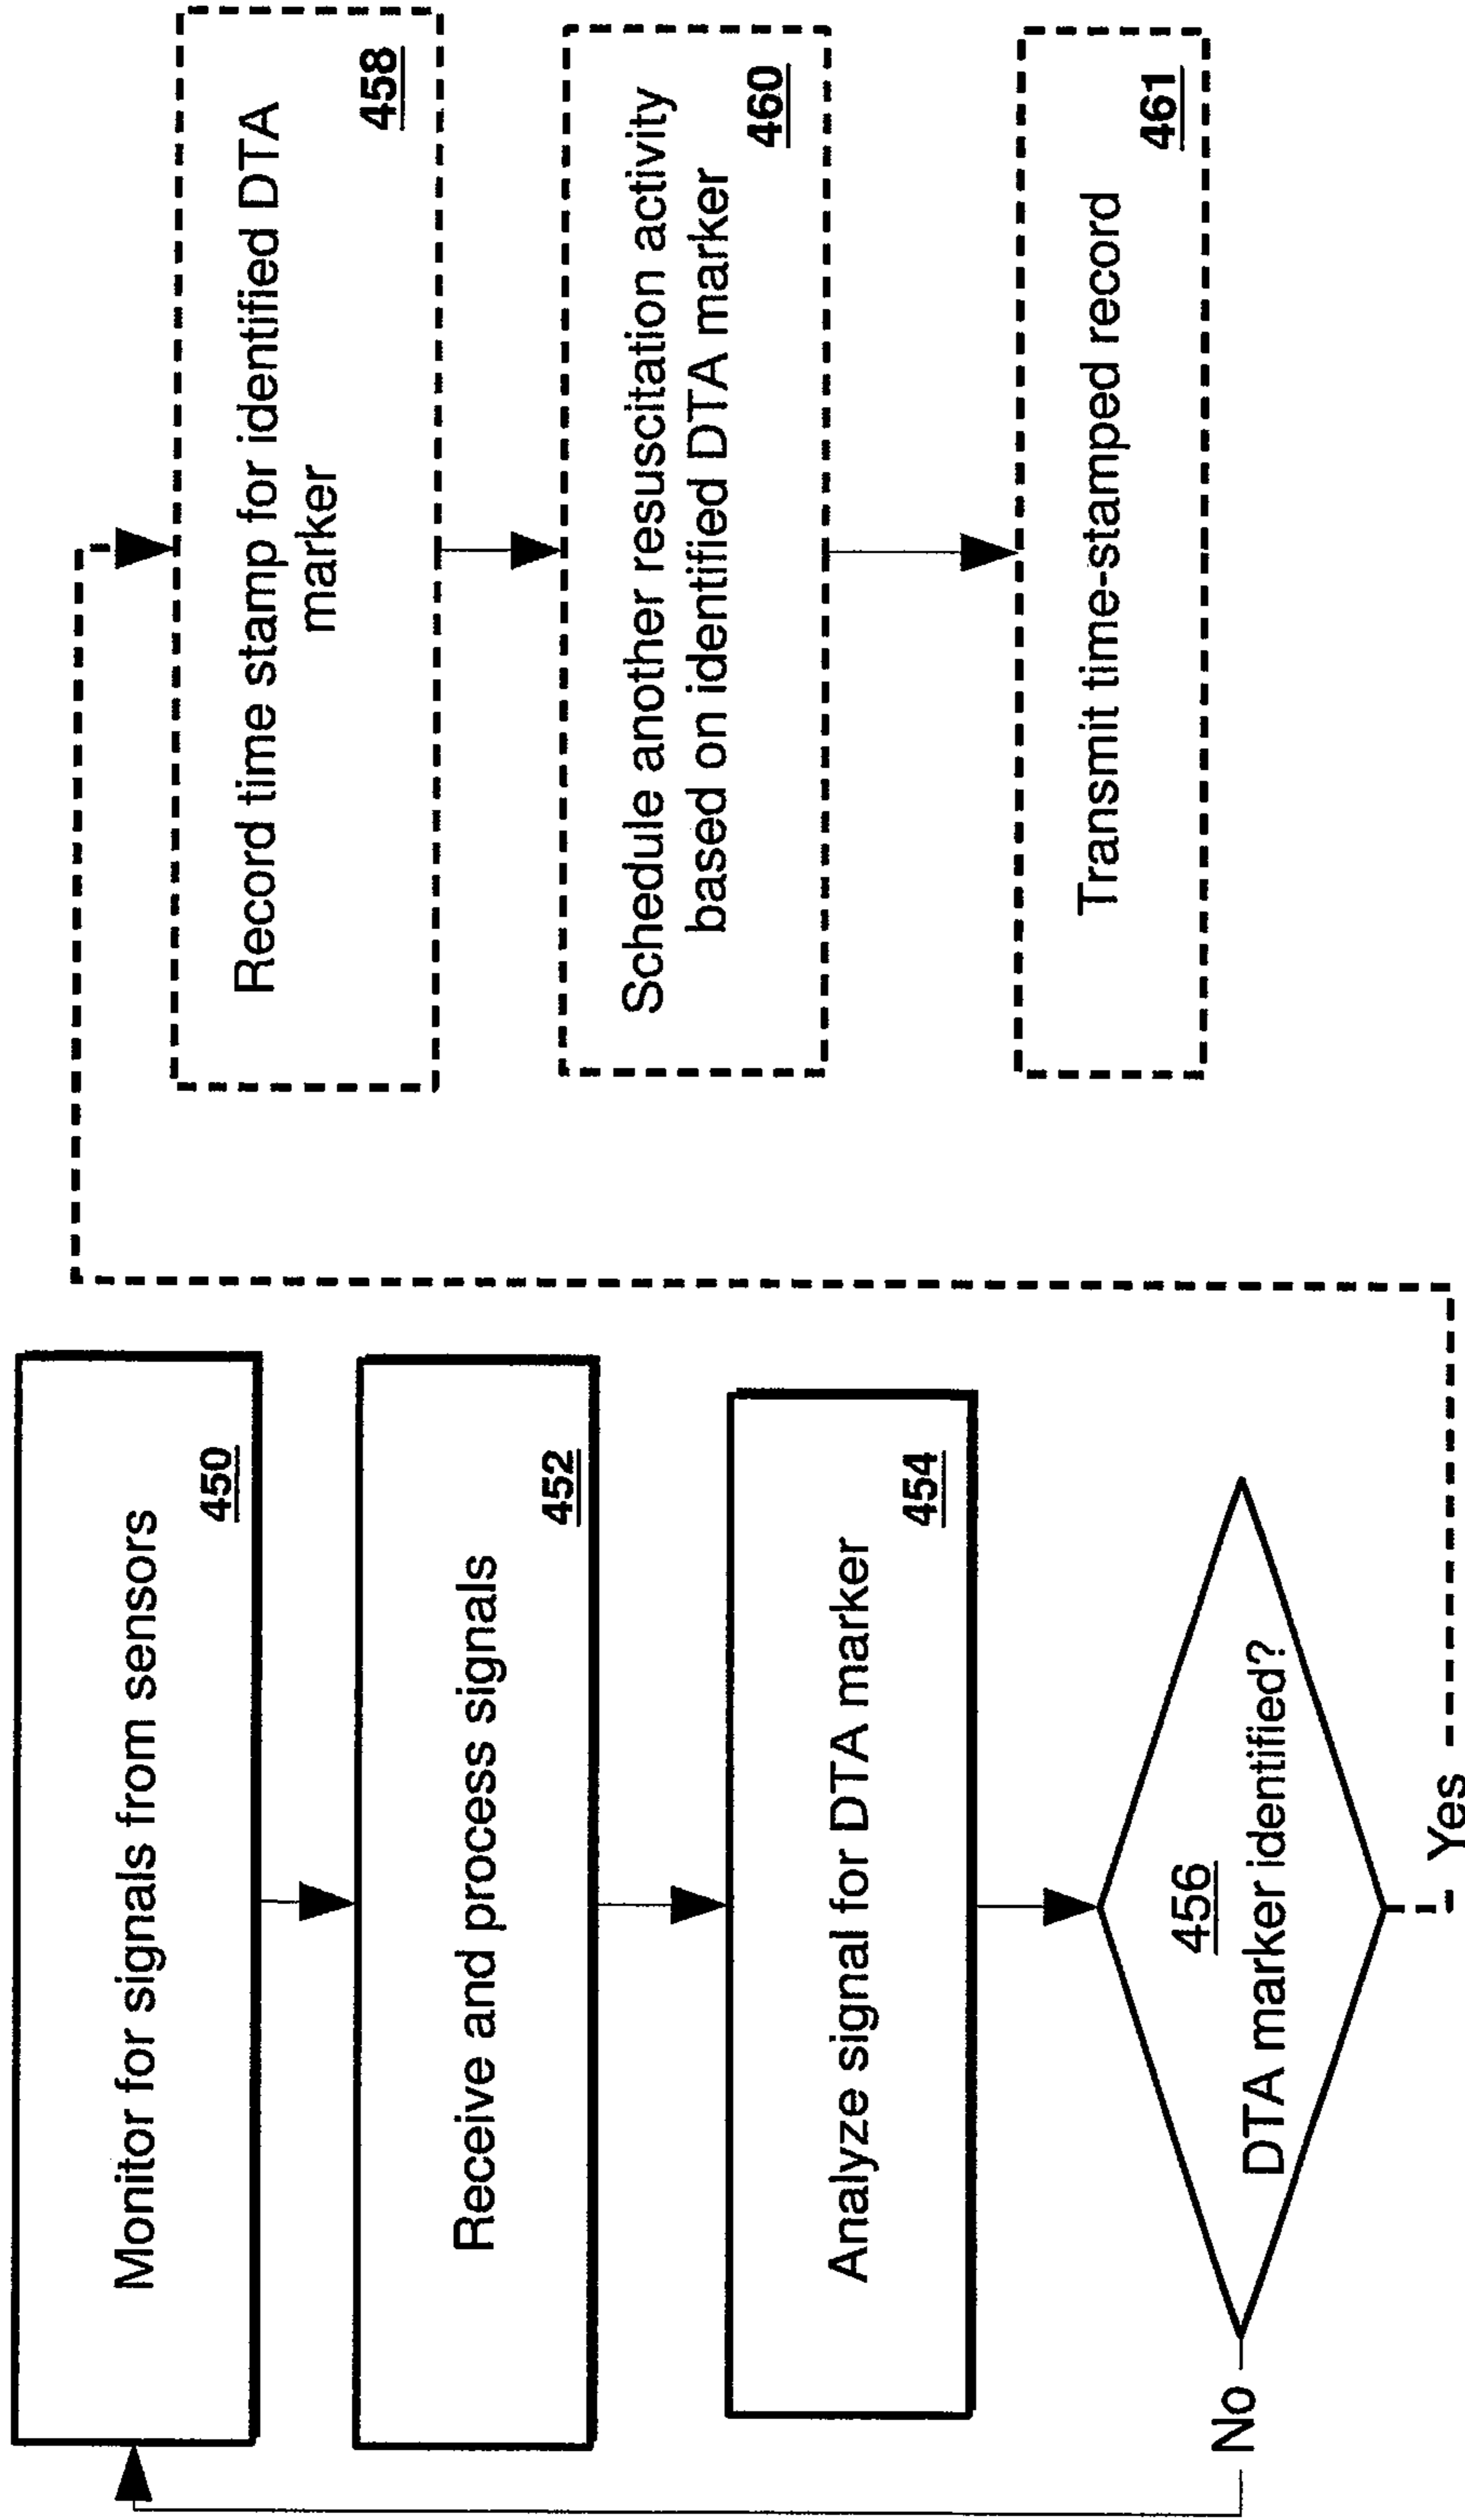 Monitor for signals from sensors
450
Receive and process signals
452
Analyze signal for DTA marker
454
456
DTA marker identified?
No
Yes
Record time stamp for identified DTA
marker
458
Schedule another resuscitation activity
based on identified DTA marker
460
Transmit time-stamped record
461